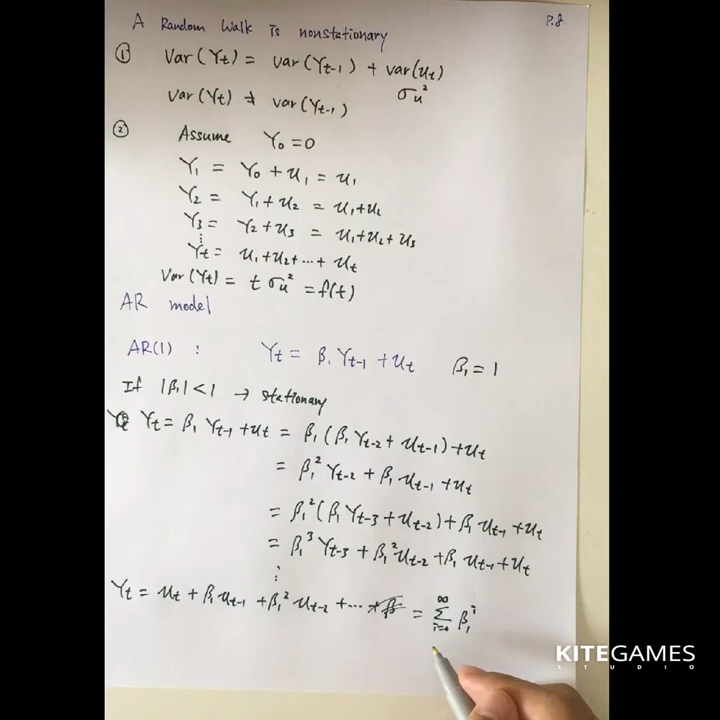 P.8
A Random Walk is nonstationary
① Var(Yt) = var(Yt-1) + var(ut)
σu²
var(Yt) ≠ var(Yt-1)
② Assume Y0 = 0
Y1 = Y0 + u1 = u1
Y2 = Y1 + u2 = u1 + u2
Y3 = Y2 + u3 = u1 + u2 + u3
⋮
Yt = u1 + u2 + ... + ut
Var(Yt) = t σu² = f(t)
AR model
AR(1) : Yt = β1 Yt-1 + ut β1 = 1
If |β1| < 1 → stationary
Yt = β1 Yt-1 + ut = β1 (β1 Yt-2 + ut-1) + ut
= β1² Yt-2 + β1 ut-1 + ut
= β1² (β1 Yt-3 + ut-2) + β1 ut-1 + ut
= β1³ Yt-3 + β1² ut-2 + β1 ut-1 + ut
⋮
Yt = ut + β1 ut-1 + β1² ut-2 + ... = ∑ i=0 ∞ β1^i
KITEGAMES
STUDIO